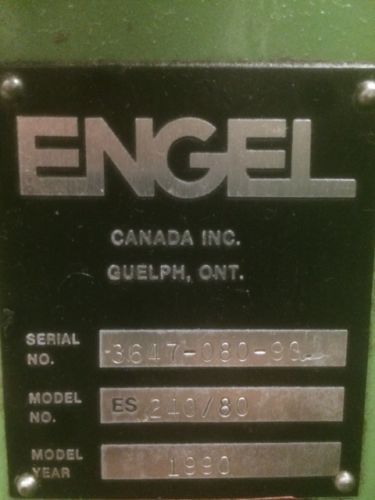 ENGEL
CANADA INC.
GUELPH, ONT.
SERIAL NO. 3647-080-90
MODEL NO. ES 240/80
MODEL YEAR 1990